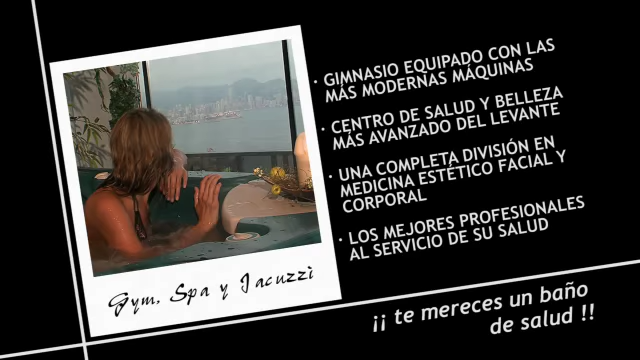 · GIMNASIO EQUIPADO CON LAS
MÁS MODERNAS MÁQUINAS
· CENTRO DE SALUD Y BELLEZA
MÁS AVANZADO DEL LEVANTE
· UNA COMPLETA DIVISIÓN EN
MEDICINA ESTÉTICO FACIAL Y
CORPORAL
· LOS MEJORES PROFESIONALES
AL SERVICIO DE SU SALUD
Gym, Spa y Jacuzzi
¡¡ te mereces un baño
de salud !!